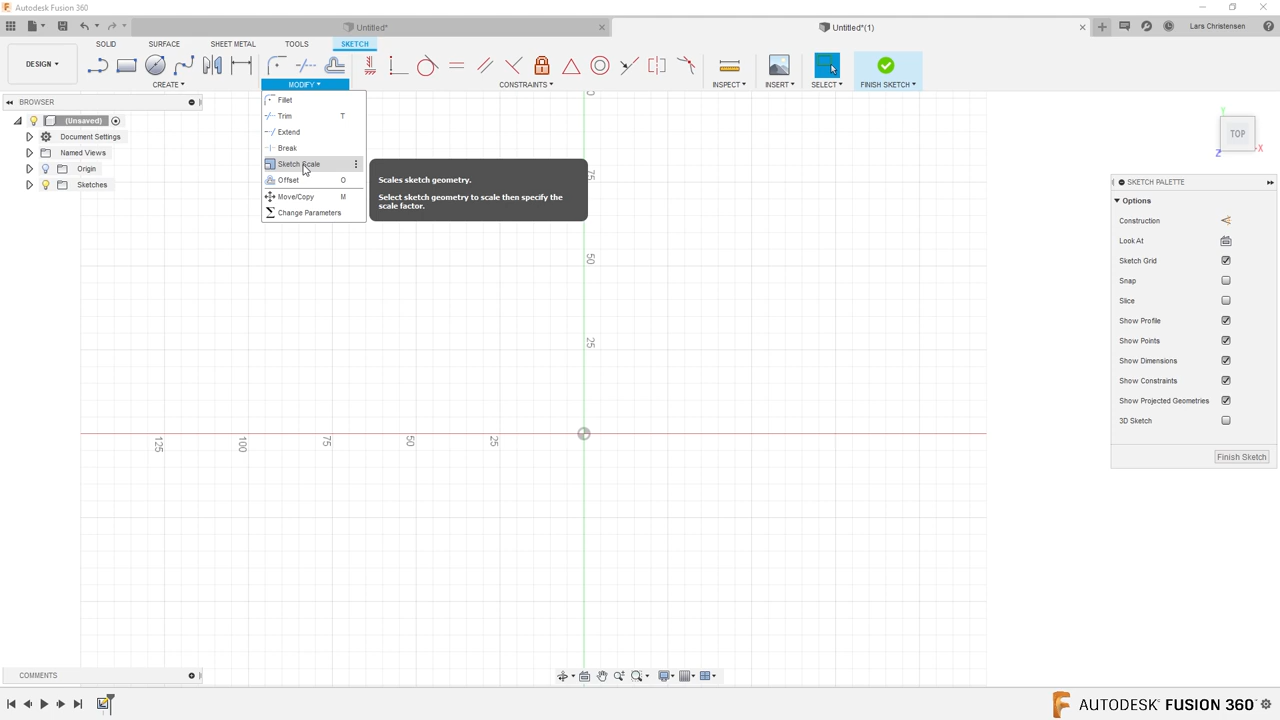 Autodesk Fusion 360
Untitled*
Untitled*(1)
Lars Christensen
DESIGN
SOLID
SURFACE
SHEET METAL
TOOLS
SKETCH
CREATE
MODIFY
CONSTRAINTS
INSPECT
INSERT
SELECT
FINISH SKETCH
BROWSER
(Unsaved)
Document Settings
Named Views
Origin
Sketches
Fillet
Trim T
Extend
Break
Sketch Scale
Offset O
Move/Copy M
Change Parameters
Scales sketch geometry.
Select sketch geometry to scale then specify the
scale factor.
75
50
25
125
100
75
50
25
TOP
Y
X
Z
SKETCH PALETTE
Options
Construction
Look At
Sketch Grid
Snap
Slice
Show Profile
Show Points
Show Dimensions
Show Constraints
Show Projected Geometries
3D Sketch
Finish Sketch
COMMENTS
AUTODESK FUSION 360